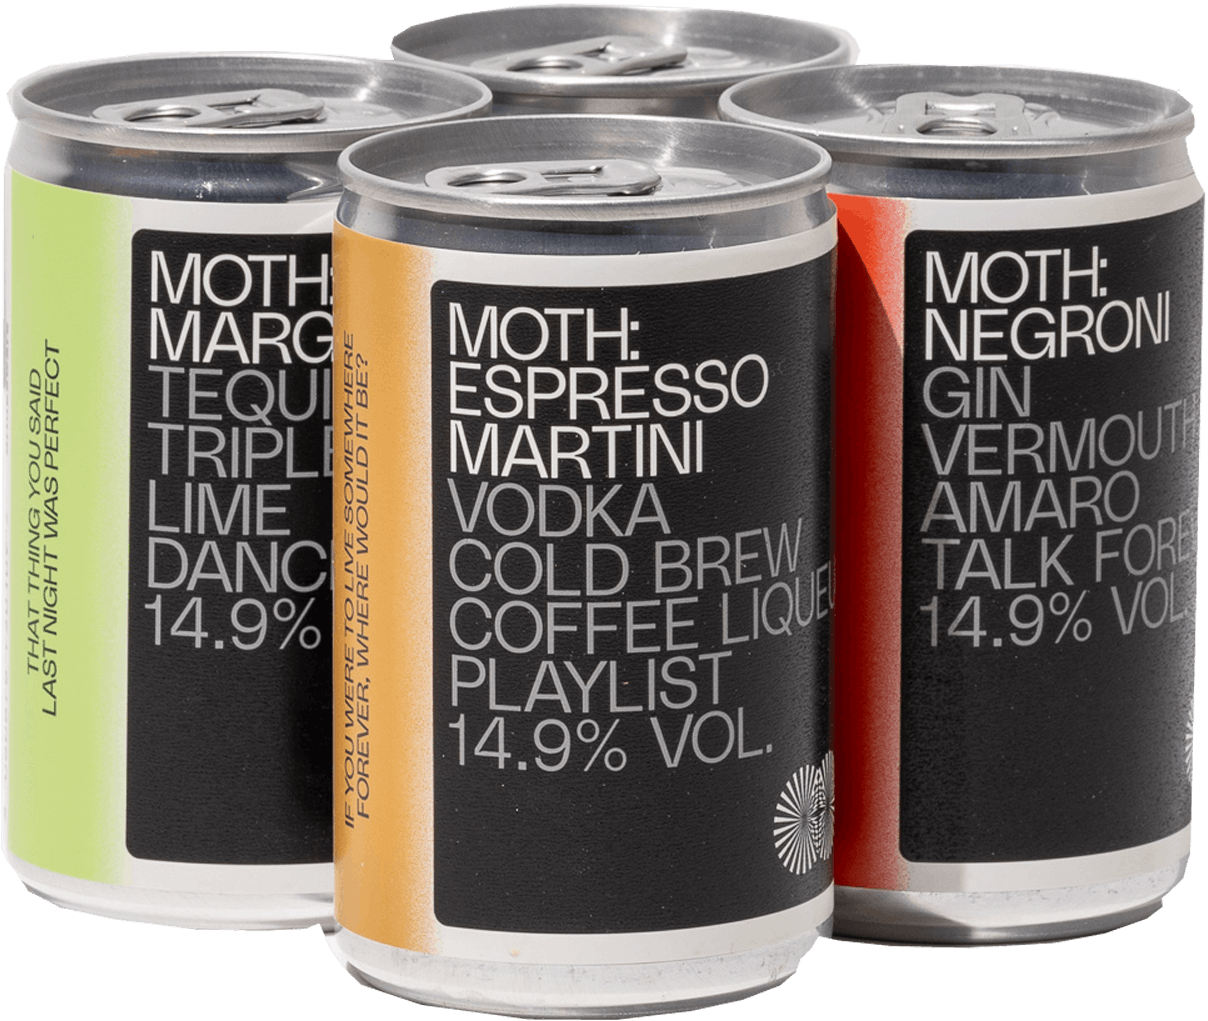 THAT THING YOU SAID
LAST NIGHT WAS PERFECT
MOTH:
MARG
TEQUI
TRIPLE
LIME
DANC
14.9%
IF YOU WERE TO LIVE SOMEWHERE
FOREVER, WHERE WOULD IT BE?
MOTH:
ESPRESSO
MARTINI
VODKA
COLD BREW
COFFEE LIQUEU
PLAYLIST
14.9% VOL.
MOTH:
NEGRONI
GIN
VERMOUTH
AMARO
TALK FORE
14.9% VOL.